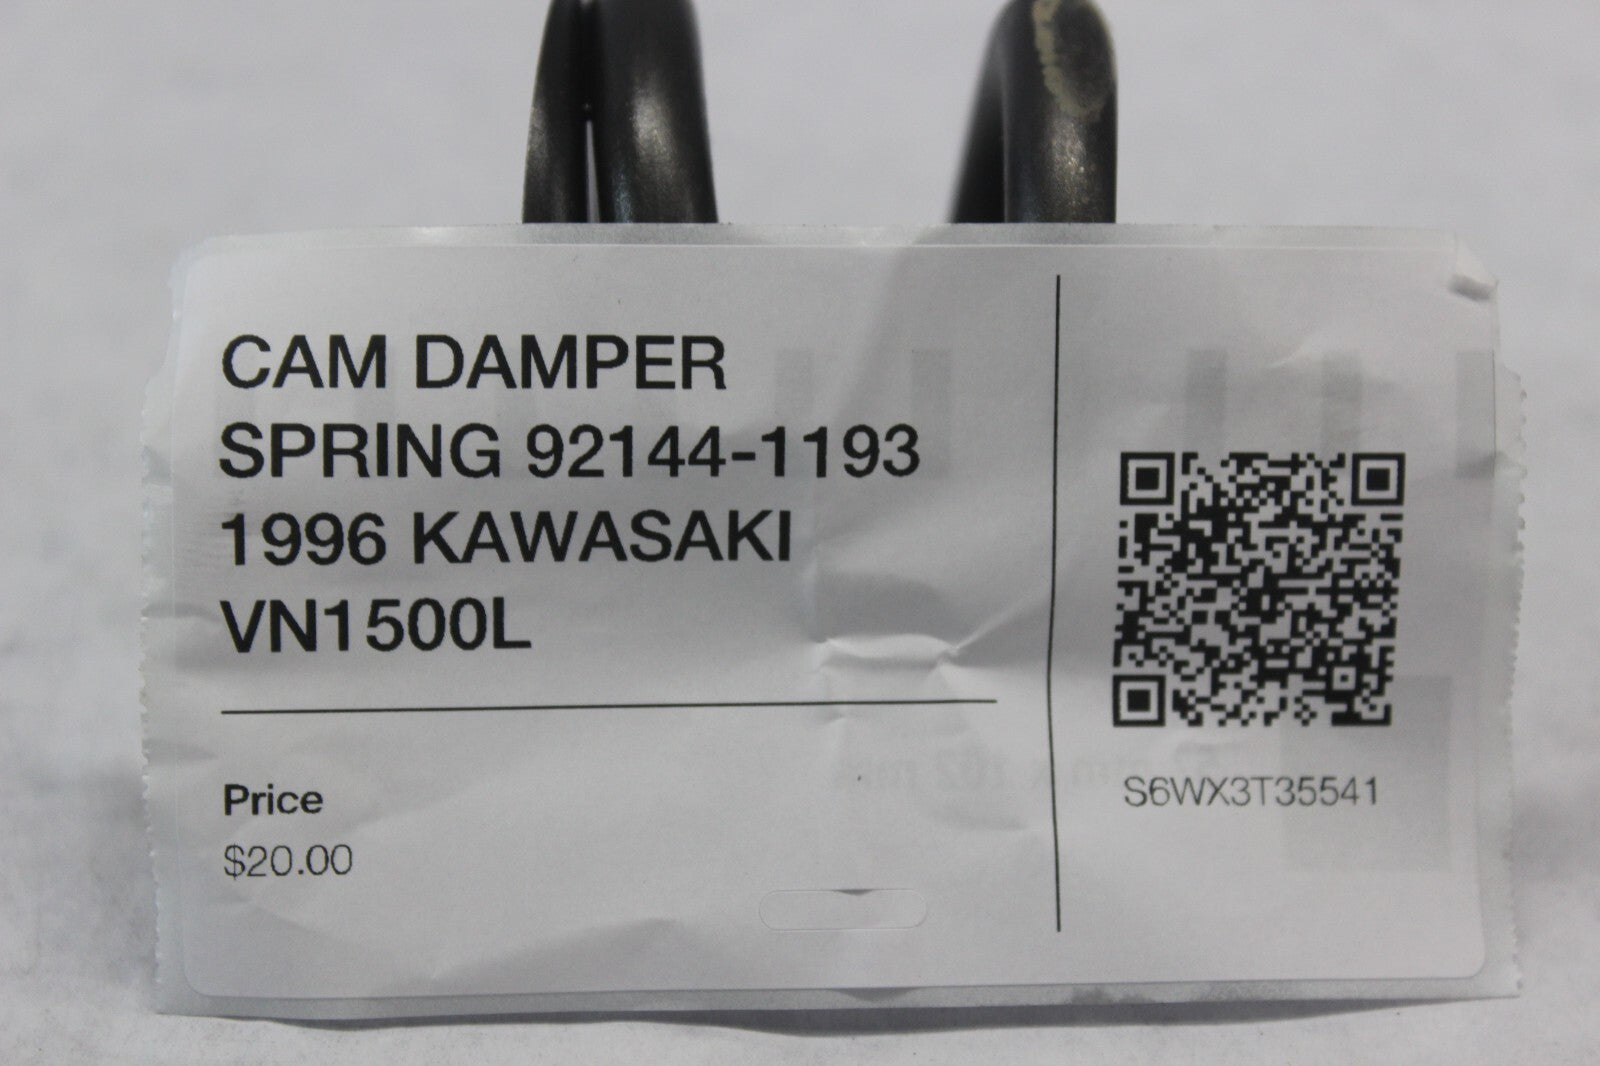 CAM DAMPER
SPRING 92144-1193
1996 KAWASAKI
VN1500L
Price
$20.00
S6WX3T35541